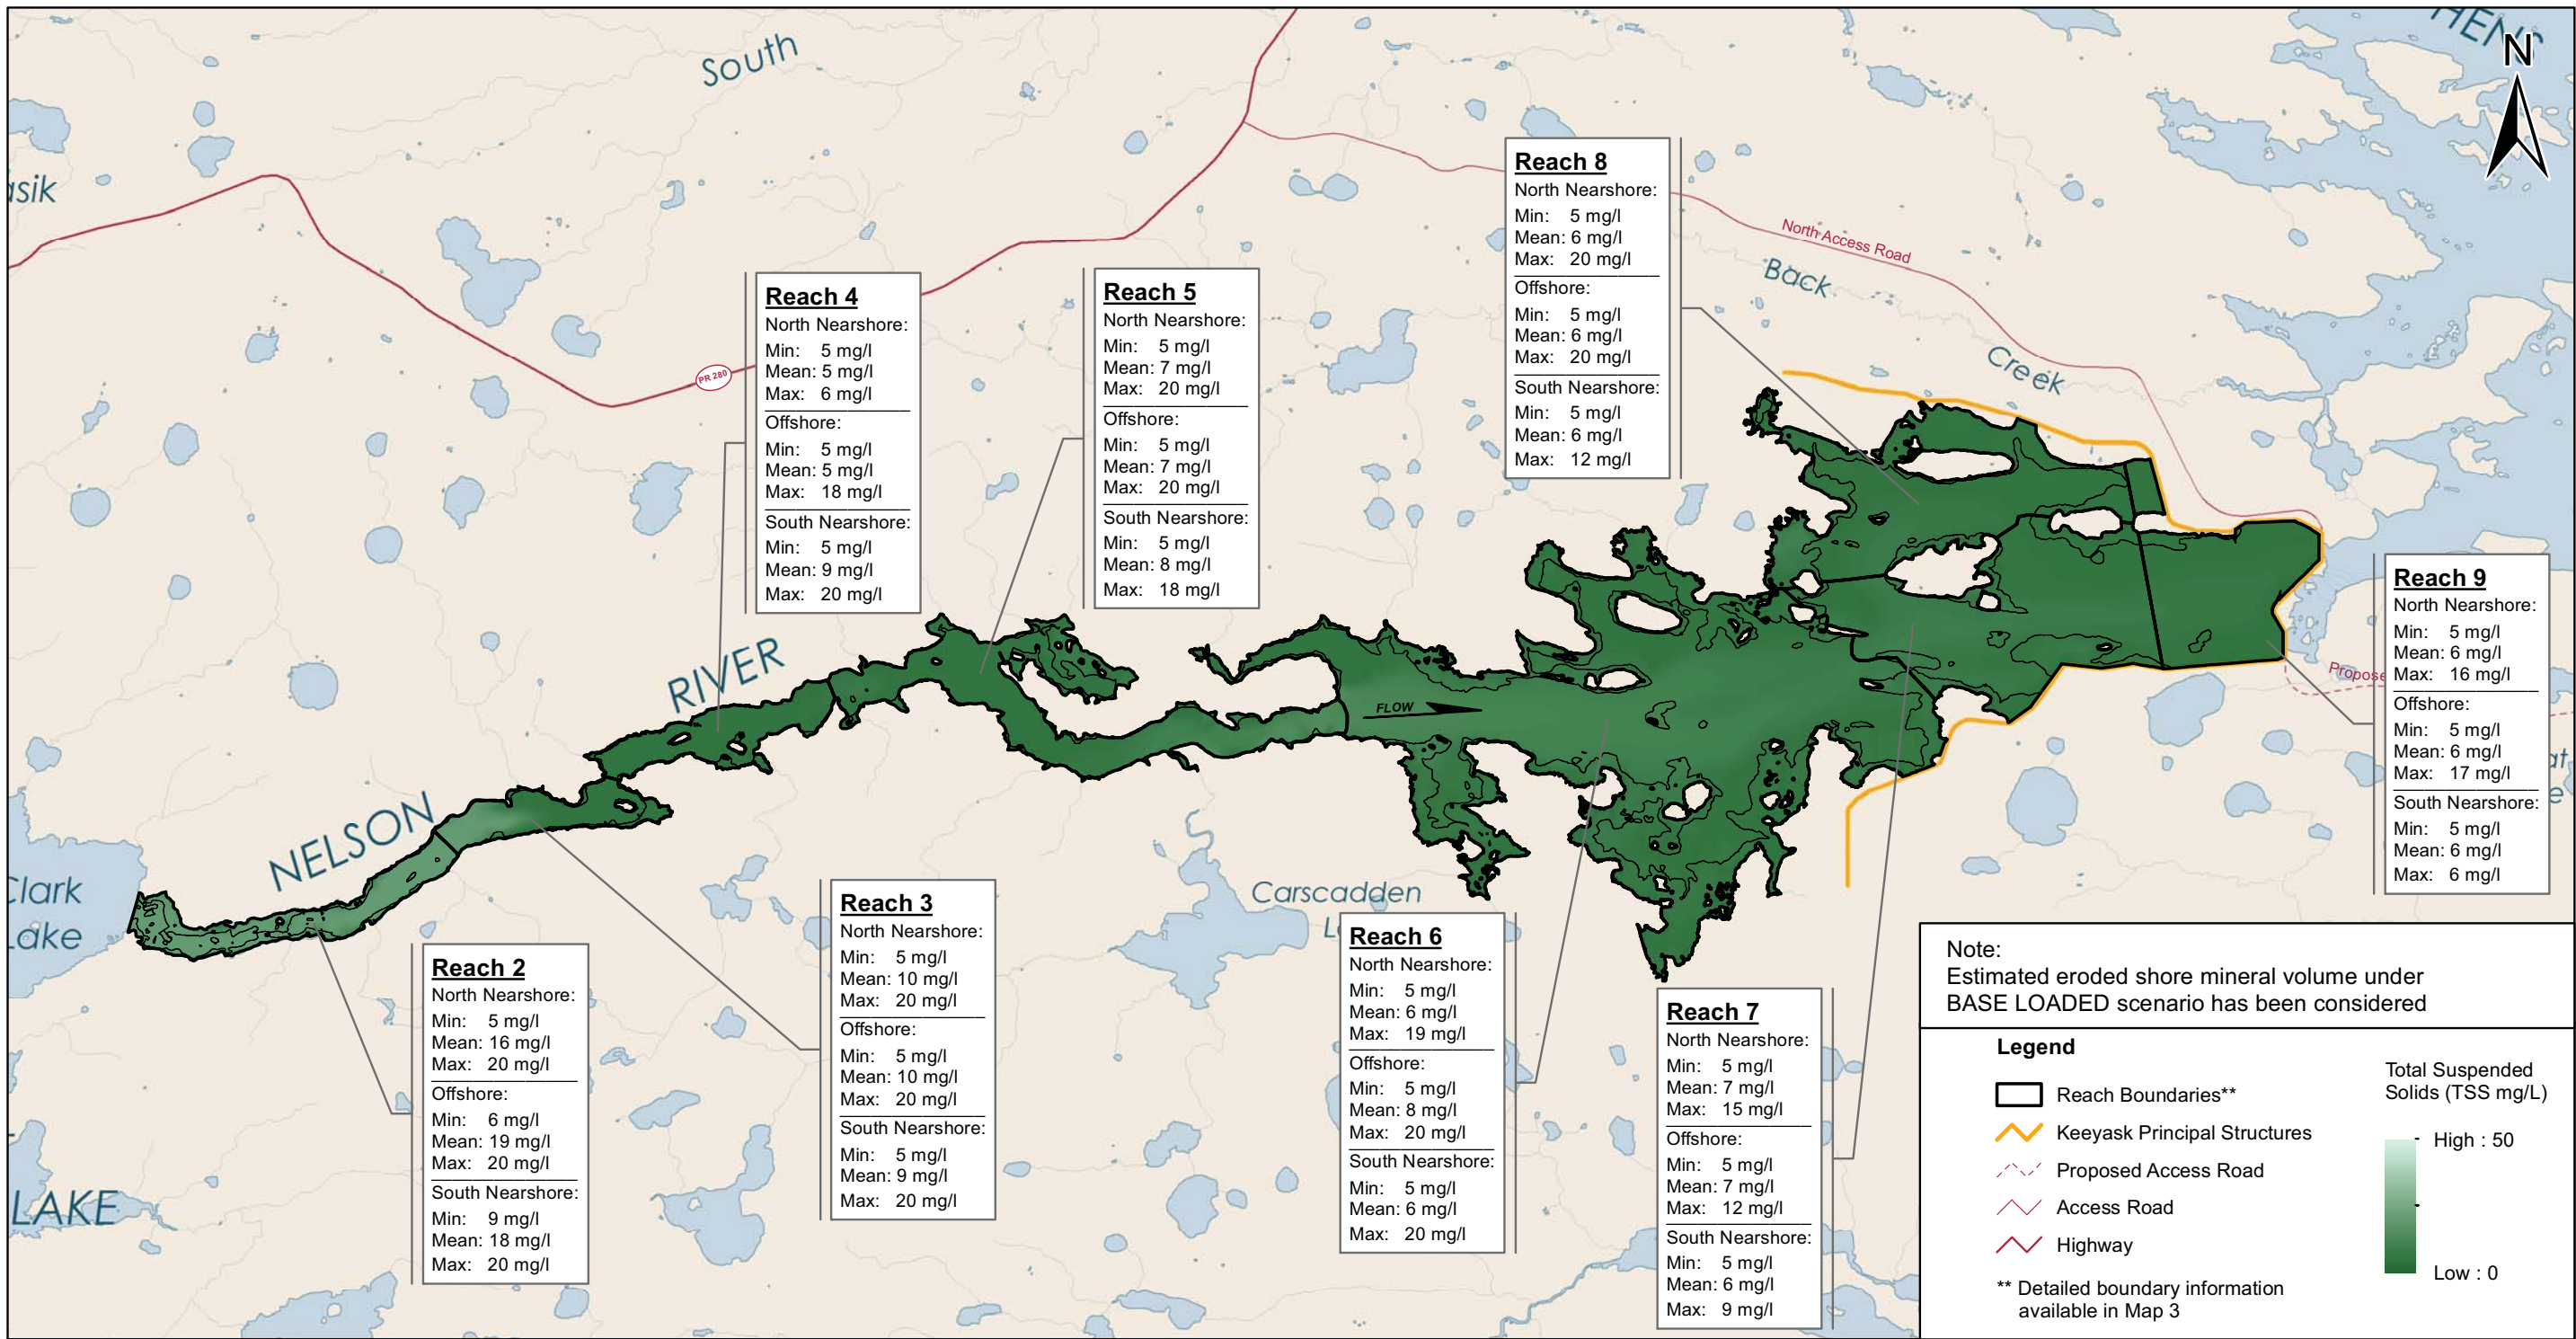 South
HENS
N
asik
North Access Road
Back
Creek
PR 280
Reach 8
North Nearshore:
Min: 5 mg/l
Mean: 6 mg/l
Max: 20 mg/l
Offshore:
Min: 5 mg/l
Mean: 6 mg/l
Max: 20 mg/l
South Nearshore:
Min: 5 mg/l
Mean: 6 mg/l
Max: 12 mg/l
Reach 4
North Nearshore:
Min: 5 mg/l
Mean: 5 mg/l
Max: 6 mg/l
Offshore:
Min: 5 mg/l
Mean: 5 mg/l
Max: 18 mg/l
South Nearshore:
Min: 5 mg/l
Mean: 9 mg/l
Max: 20 mg/l
Reach 5
North Nearshore:
Min: 5 mg/l
Mean: 7 mg/l
Max: 20 mg/l
Offshore:
Min: 5 mg/l
Mean: 7 mg/l
Max: 20 mg/l
South Nearshore:
Min: 5 mg/l
Mean: 8 mg/l
Max: 18 mg/l
Reach 9
North Nearshore:
Min: 5 mg/l
Mean: 6 mg/l
Max: 16 mg/l
Offshore:
Min: 5 mg/l
Mean: 6 mg/l
Max: 17 mg/l
South Nearshore:
Min: 5 mg/l
Mean: 6 mg/l
Max: 6 mg/l
Propose
at
e
NELSON RIVER
FLOW
Clark
Lake
Carscadden
L
LAKE
Reach 2
North Nearshore:
Min: 5 mg/l
Mean: 16 mg/l
Max: 20 mg/l
Offshore:
Min: 6 mg/l
Mean: 19 mg/l
Max: 20 mg/l
South Nearshore:
Min: 9 mg/l
Mean: 18 mg/l
Max: 20 mg/l
Reach 3
North Nearshore:
Min: 5 mg/l
Mean: 10 mg/l
Max: 20 mg/l
Offshore:
Min: 5 mg/l
Mean: 10 mg/l
Max: 20 mg/l
South Nearshore:
Min: 5 mg/l
Mean: 9 mg/l
Max: 20 mg/l
Reach 6
North Nearshore:
Min: 5 mg/l
Mean: 6 mg/l
Max: 19 mg/l
Offshore:
Min: 5 mg/l
Mean: 8 mg/l
Max: 20 mg/l
South Nearshore:
Min: 5 mg/l
Mean: 6 mg/l
Max: 20 mg/l
Reach 7
North Nearshore:
Min: 5 mg/l
Mean: 7 mg/l
Max: 15 mg/l
Offshore:
Min: 5 mg/l
Mean: 7 mg/l
Max: 12 mg/l
South Nearshore:
Min: 5 mg/l
Mean: 6 mg/l
Max: 9 mg/l
Note:
Estimated eroded shore mineral volume under
BASE LOADED scenario has been considered
Legend
Reach Boundaries**
Keeyask Principal Structures
Proposed Access Road
Access Road
Highway
** Detailed boundary information
available in Map 3
Total Suspended
Solids (TSS mg/L)
High : 50
Low : 0